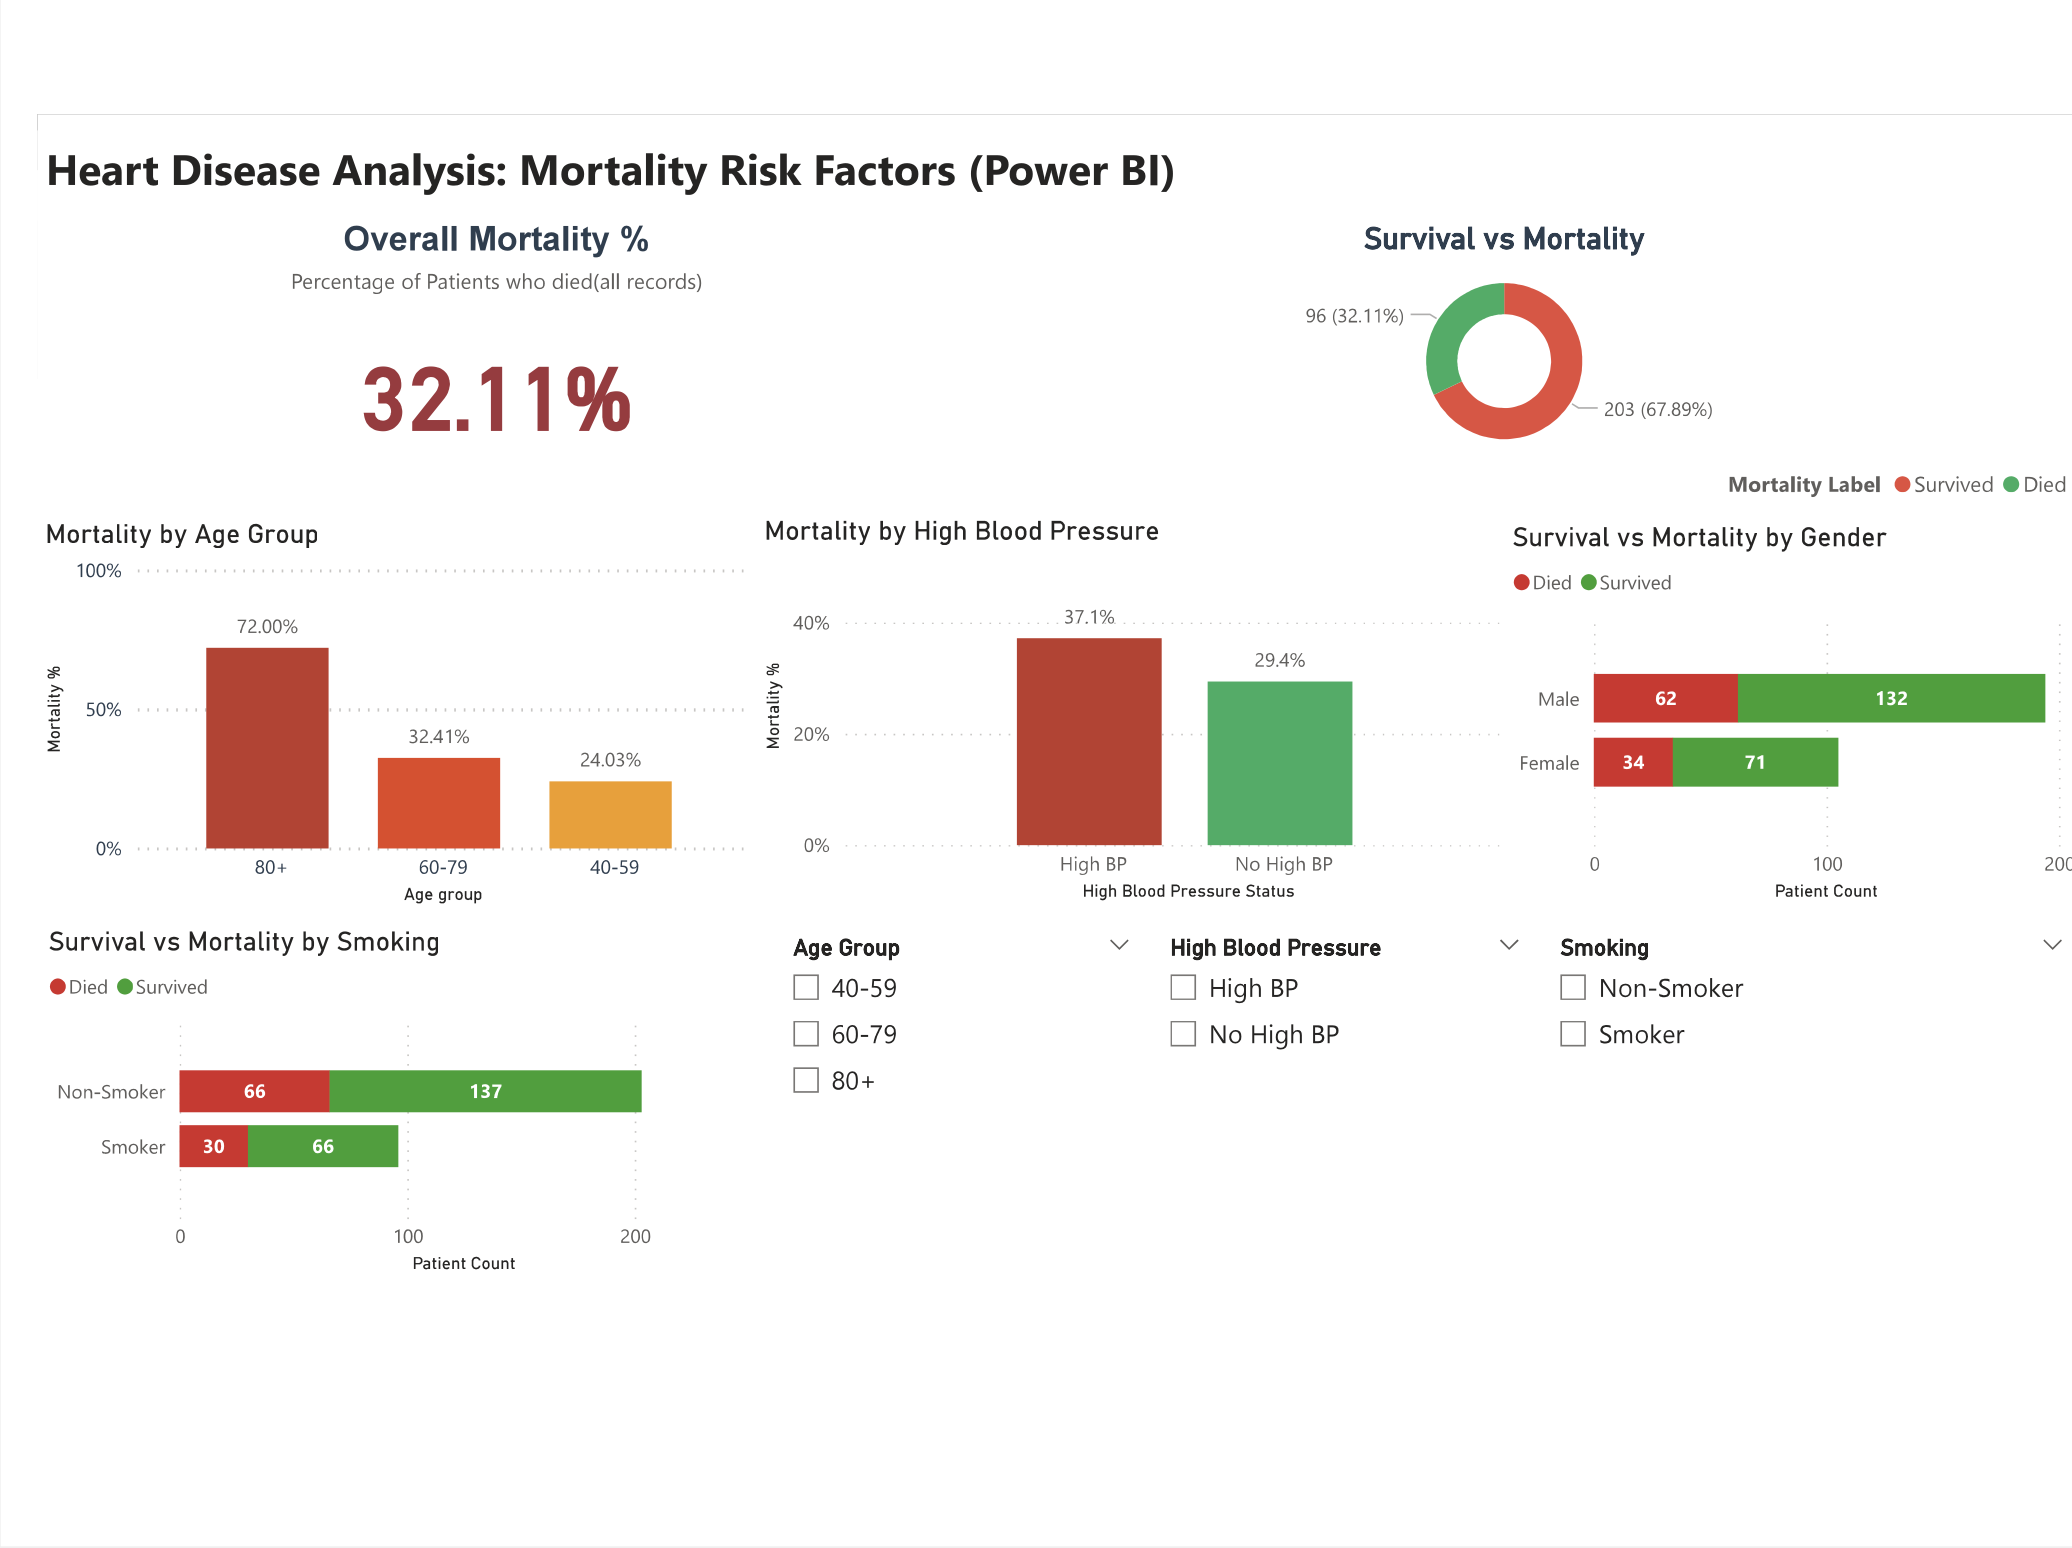 Heart Disease Analysis: Mortality Risk Factors (Power BI)
Overall Mortality %
Percentage of Patients who died(all records)
32.11%
Survival vs Mortality
96 (32.11%)
203 (67.89%)
Mortality Label Survived Died
Mortality by Age Group
100%
50%
0%
Mortality %
72.00%
32.41%
24.03%
80+ 60-79 40-59
Age group
Mortality by High Blood Pressure
40%
20%
0%
Mortality %
37.1%
29.4%
High BP No High BP
High Blood Pressure Status
Survival vs Mortality by Gender
Died Survived
Male 62 132
Female 34 71
0 100 200
Patient Count
Survival vs Mortality by Smoking
Died Survived
Non-Smoker 66 137
Smoker 30 66
0 100 200
Patient Count
Age Group
40-59
60-79
80+
High Blood Pressure
High BP
No High BP
Smoking
Non-Smoker
Smoker